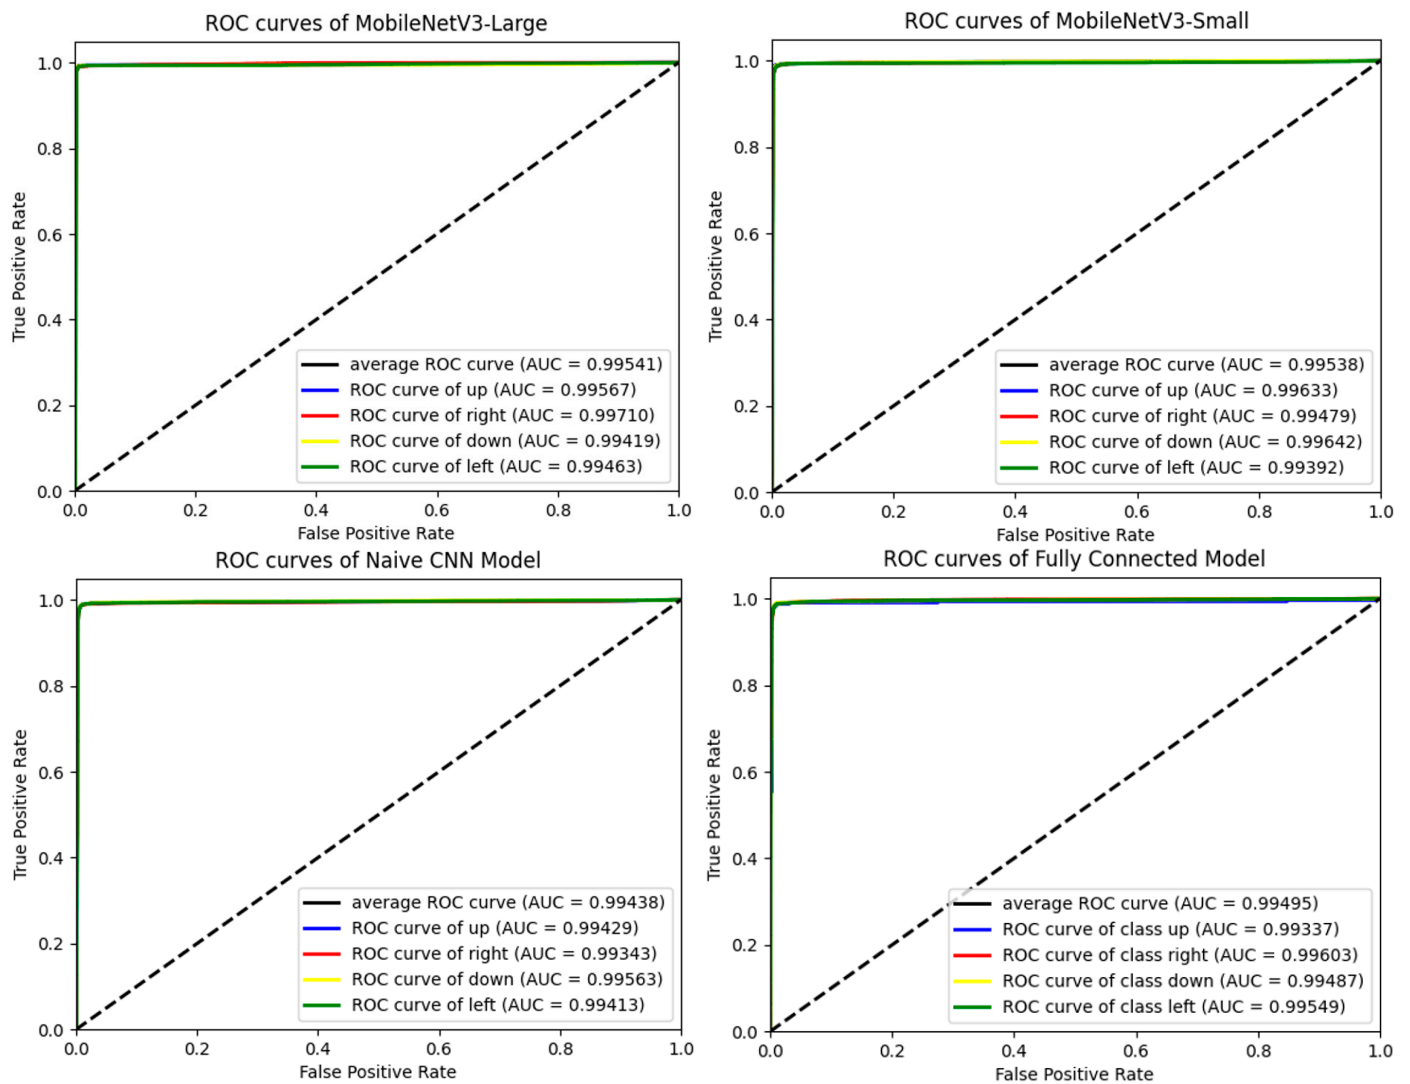 ROC curves of MobileNetV3-Large
1.0
0.8
0.6
0.4
0.2
0.0
True Positive Rate
average ROC curve (AUC = 0.99541)
ROC curve of up (AUC = 0.99567)
ROC curve of right (AUC = 0.99710)
ROC curve of down (AUC = 0.99419)
ROC curve of left (AUC = 0.99463)
0.0 0.2 0.4 0.6 0.8 1.0
False Positive Rate
ROC curves of MobileNetV3-Small
1.0
0.8
0.6
0.4
0.2
0.0
True Positive Rate
average ROC curve (AUC = 0.99538)
ROC curve of up (AUC = 0.99633)
ROC curve of right (AUC = 0.99479)
ROC curve of down (AUC = 0.99642)
ROC curve of left (AUC = 0.99392)
0.0 0.2 0.4 0.6 0.8 1.0
False Positive Rate
ROC curves of Naive CNN Model
1.0
0.8
0.6
0.4
0.2
0.0
True Positive Rate
average ROC curve (AUC = 0.99438)
ROC curve of up (AUC = 0.99429)
ROC curve of right (AUC = 0.99343)
ROC curve of down (AUC = 0.99563)
ROC curve of left (AUC = 0.99413)
0.0 0.2 0.4 0.6 0.8 1.0
False Positive Rate
ROC curves of Fully Connected Model
1.0
0.8
0.6
0.4
0.2
0.0
True Positive Rate
average ROC curve (AUC = 0.99495)
ROC curve of class up (AUC = 0.99337)
ROC curve of class right (AUC = 0.99603)
ROC curve of class down (AUC = 0.99487)
ROC curve of class left (AUC = 0.99549)
0.0 0.2 0.4 0.6 0.8 1.0
False Positive Rate